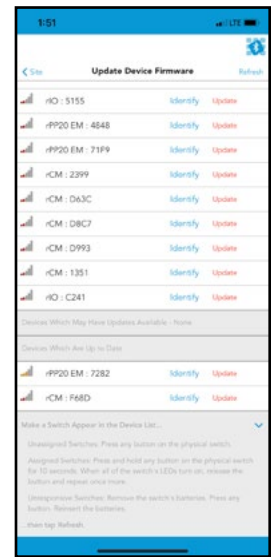 1:51
LTE
Site
Update Device Firmware
Refresh
rIO : 5155 Identify Update
rPP20 EM : 4848 Identify Update
rPP20 EM : 71F9 Identify Update
rCM : 2399 Identify Update
rCM : D63C Identify Update
rCM : D8C7 Identify Update
rCM : D993 Identify Update
rCM : 1351 Identify Update
rIO : C241 Identify Update
Devices Which May Have Updates Available - None
Devices Which Are Up to Date
rPP20 EM : 7282 Identify Update
rCM : F68D Identify Update
Make a Switch Appear in the Device List...
Unassigned Switches: Press any button on the physical switch.
Assigned Switches: Press and hold any button on the physical switch
for 10 seconds. When all of the switch's LEDs turn on, release the
button and repeat once more.
Unresponsive Switches: Remove the switch's batteries. Press any
button. Reinsert the batteries.
...then tap Refresh.